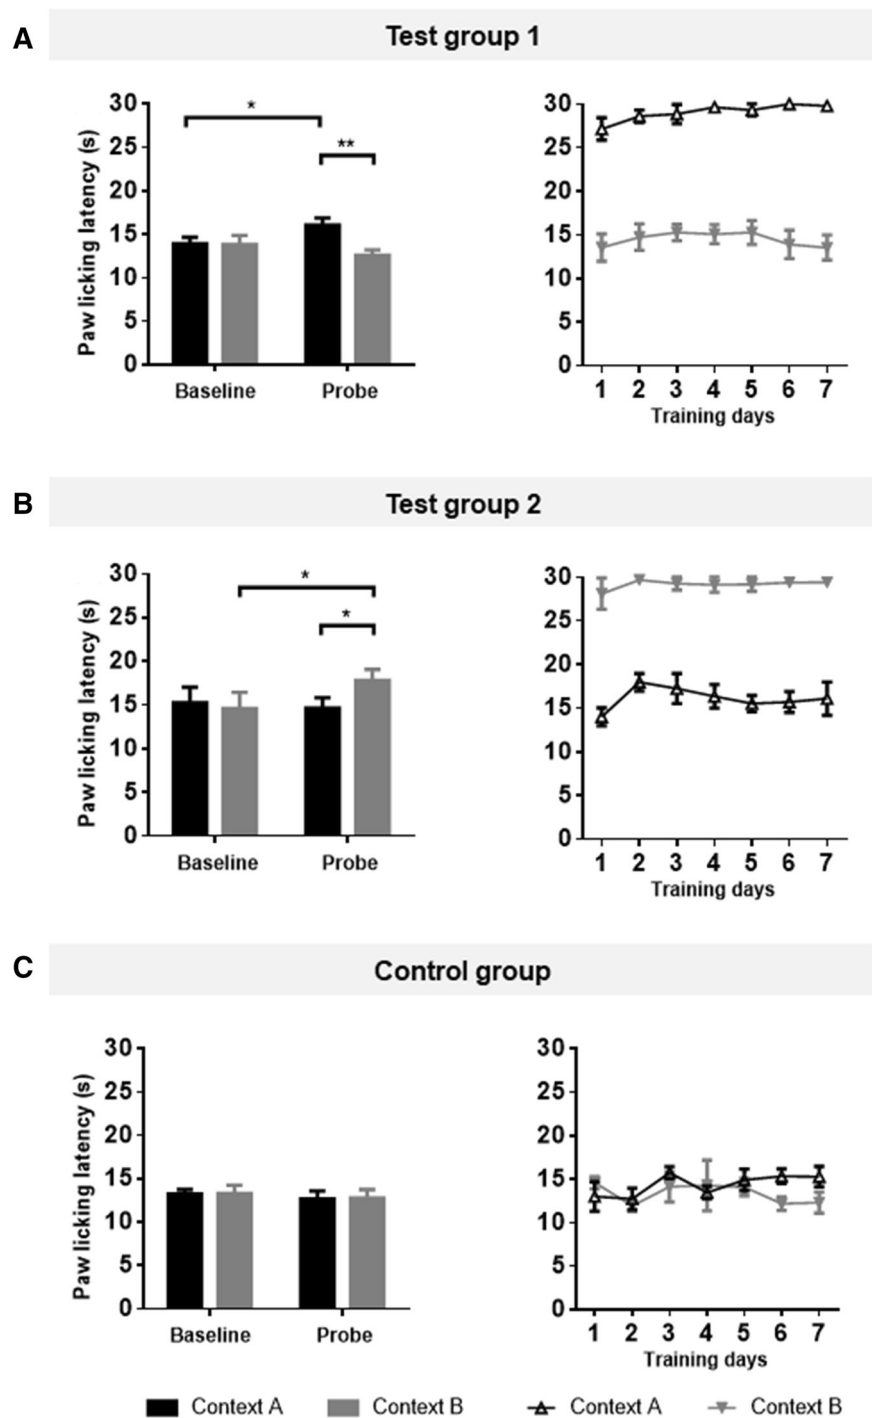 A
Test group 1
Paw licking latency (s)
30
25
20
15
10
5
0
*
**
Baseline Probe
30
25
20
15
10
5
0
1 2 3 4 5 6 7
Training days
B
Test group 2
Paw licking latency (s)
30
25
20
15
10
5
0
*
*
Baseline Probe
30
25
20
15
10
5
0
1 2 3 4 5 6 7
Training days
C
Control group
Paw licking latency (s)
30
25
20
15
10
5
0
Baseline Probe
30
25
20
15
10
5
0
1 2 3 4 5 6 7
Training days
Context A Context B Context A Context B